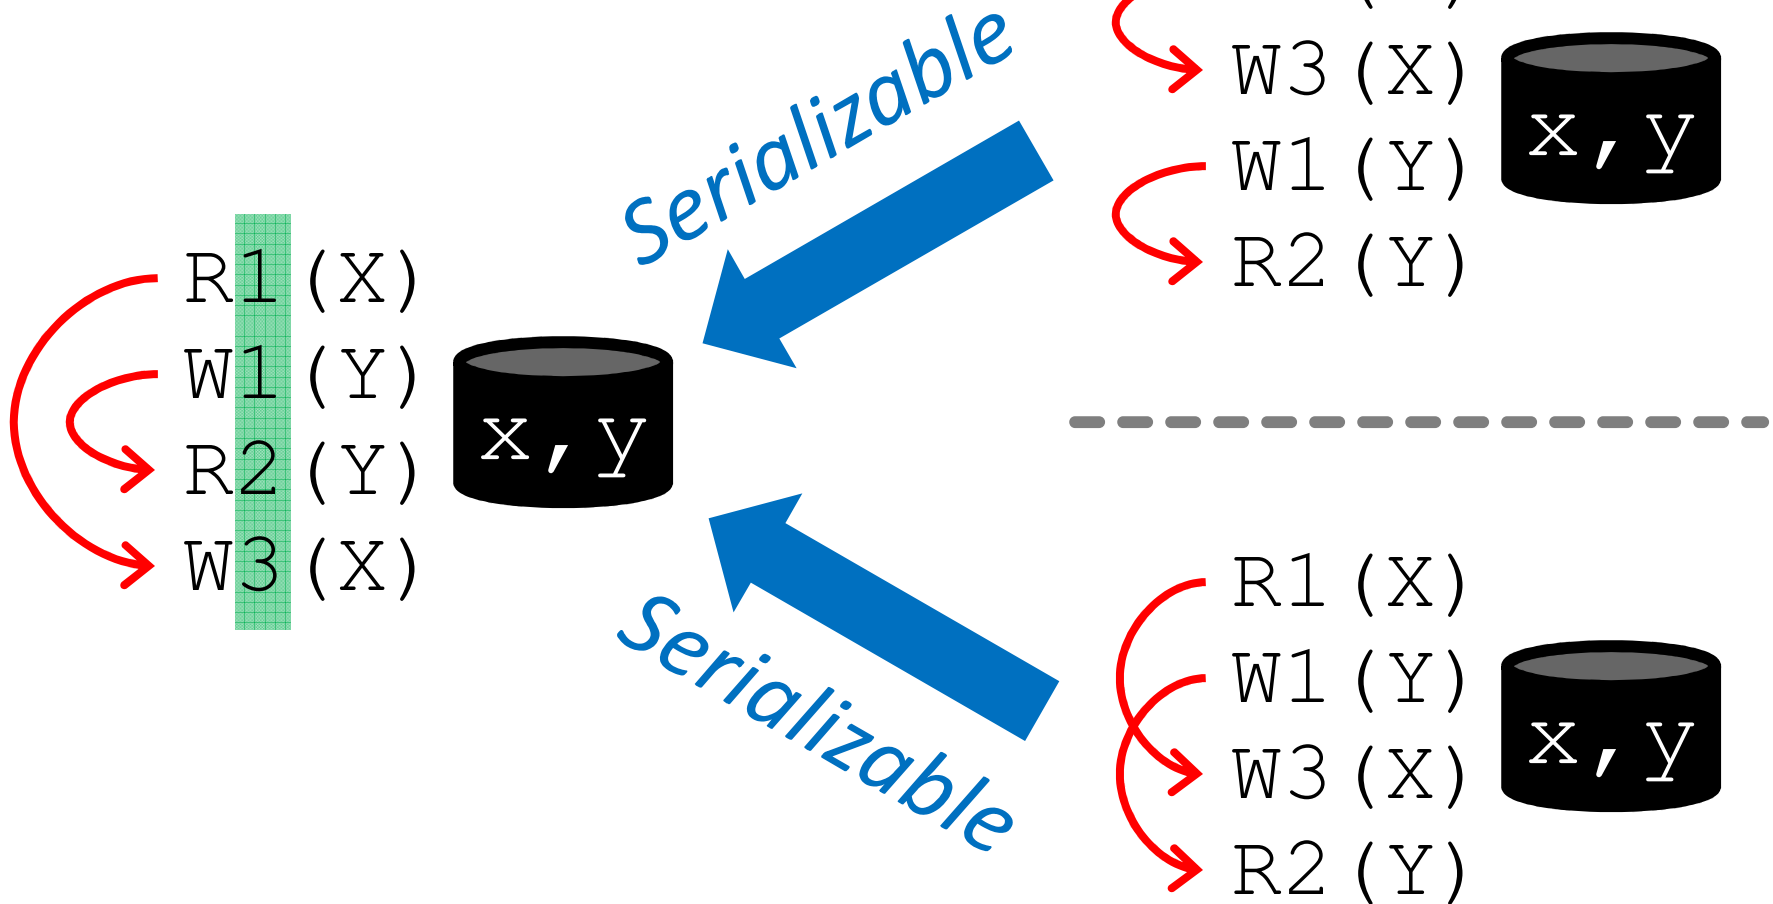 Serializable
W3(X)
W1(Y)
R2(Y)
x,y
R1(X)
W1(Y)
R2(Y)
W3(X)
x,y
Serializable
R1(X)
W1(Y)
W3(X)
R2(Y)
x,y